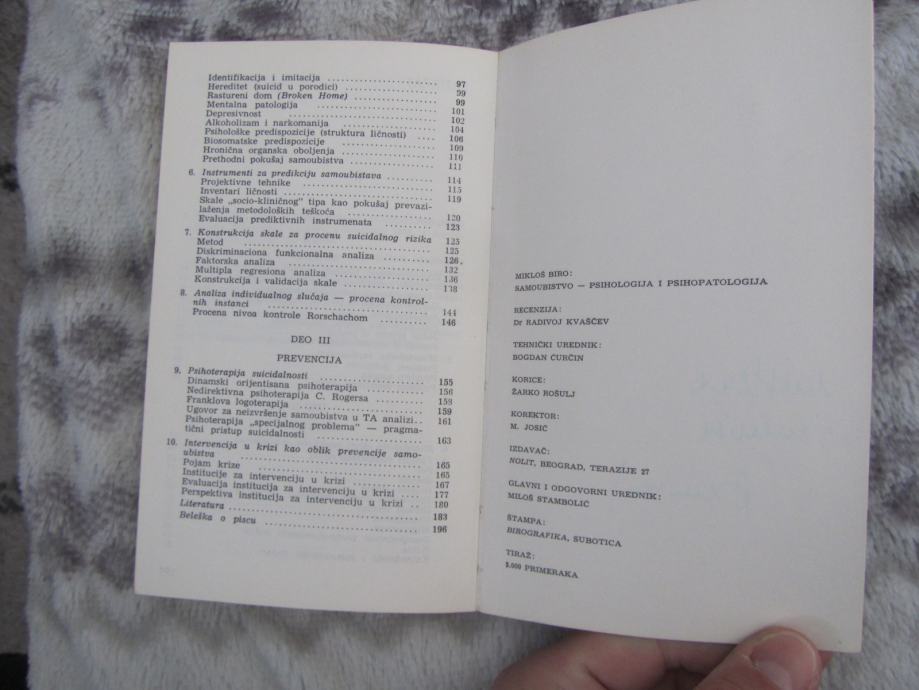 Identifikacija i imitacija ........ 97
Hereditet (suicid u porodici) ........ 99
Rastureni dom (Broken Home) ........ 99
Mentalna patologija ........ 101
Depresivnost ........ 102
Alkoholizam i narkomanija ........ 104
Psihološke predispozicije (struktura ličnosti) .... 106
Biosomatske predispozicije ........ 109
Hronična organska oboljenja ........ 110
Prethodni pokušaj samoubistva ........ 111
6. Instrumenti za predikciju samoubistava ........ 114
Projektivne tehnike ........ 115
Inventari ličnosti ........ 119
Skale „socio-kliničnog" tipa kao pokušaj prevazi-
laženja metodoloških teškoća ........ 120
Evaluacija prediktivnih instrumenata ........ 123
7. Konstrukcija skale za procenu suicidalnog rizika 125
Metod ........ 125
Diskriminaciona funkcionalna analiza ........ 126
Faktorska analiza ........ 132
Multipla regresiona analiza ........ 136
Konstrukcija i validacija skale ........ 138
8. Analiza individualnog slučaja — procena kontrol-
nih instanci ........ 144
Procena nivoa kontrole Rorschachom ........ 146
DEO III
PREVENCIJA
9. Psihoterapija suicidalnosti ........ 155
Dinamski orijentisana psihoterapija ........ 156
Nedirektivna psihoterapija C. Rogersa ........ 158
Franklova logoterapija ........ 159
Ugovor za neizvršenje samoubistva u TA analizi.. 161
Psihoterapija „specijalnog problema" — pragma-
tični pristup suicidalnosti ........ 163
10. Intervencija u krizi kao oblik prevencije samo-
ubistva ........ 165
Pojam krize ........ 165
Institucije za intervenciju u krizi ........ 167
Evaluacija institucija za intervenciju u krizi .... 177
Perspektiva institucija za intervenciju u krizi .. 180
Literatura ........ 183
Beleška o piscu ........ 196
MIKLOŠ BIRO:
SAMOUBISTVO — PSIHOLOGIJA I PSIHOPATOLOGIJA
RECENZIJA:
Dr RADIVOJ KVAŠČEV
TEHNIČKI UREDNIK:
BOGDAN ĆURČIN
KORICE:
ŽARKO ROŠULJ
KOREKTOR:
M. JOSIĆ
IZDAVAČ:
NOLIT, BEOGRAD, TERAZIJE 27
GLAVNI I ODGOVORNI UREDNIK:
MILOŠ STAMBOLIĆ
ŠTAMPA:
BIROGRAFIKA, SUBOTICA
TIRAŽ:
3.000 PRIMERAKA